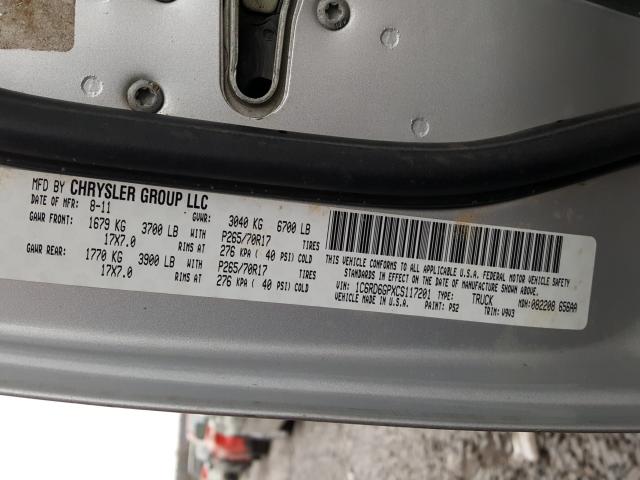 MFD BY CHRYSLER GROUP LLC
DATE OF MFR: 8-11 GVWR: 3040 KG 6700 LB
GAWR FRONT: 1679 KG 3700 LB WITH P265/70R17 TIRES
17X7.0 RIMS AT 276 KPA ( 40 PSI) COLD
GAWR REAR: 1770 KG 3900 LB WITH P265/70R17 TIRES
17X7.0 RIMS AT 276 KPA ( 40 PSI) COLD
THIS VEHICLE CONFORMS TO ALL APPLICABLE U.S.A. FEDERAL MOTOR VEHICLE SAFETY
STANDARDS IN EFFECT ON THE DATE OF MANUFACTURE SHOWN ABOVE.
VIN: 1C6RD6GPXCS117201 TYPE: TRUCK MDH: 082208 656AA
MADE IN U.S.A. PAINT: PS2 TRIM: V9V3